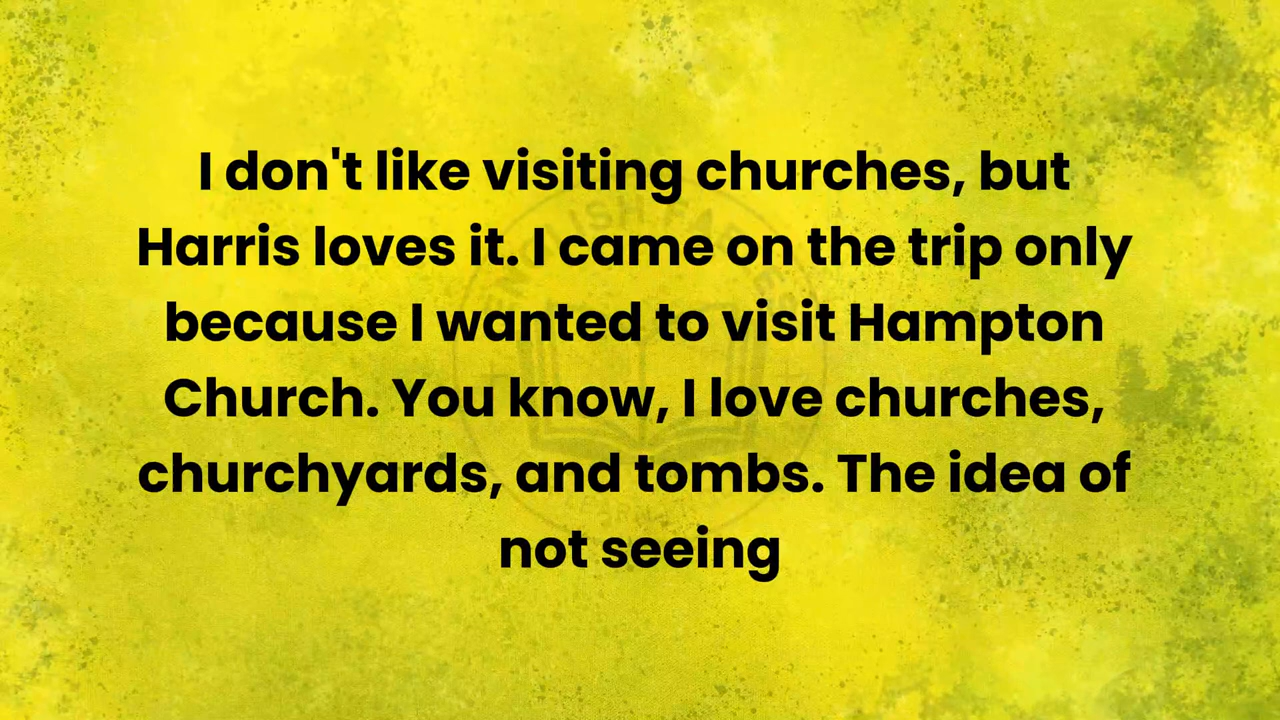 I don't like visiting churches, but
Harris loves it. I came on the trip only
because I wanted to visit Hampton
Church. You know, I love churches,
churchyards, and tombs. The idea of
not seeing